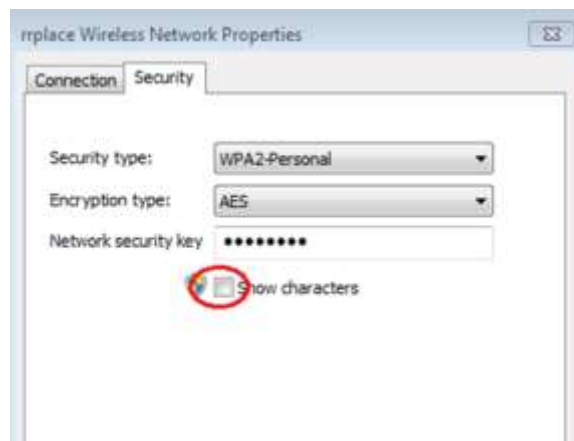 rrplace Wireless Network Properties
Connection Security
Security type: WPA2-Personal
Encryption type: AES
Network security key ••••••••
Show characters